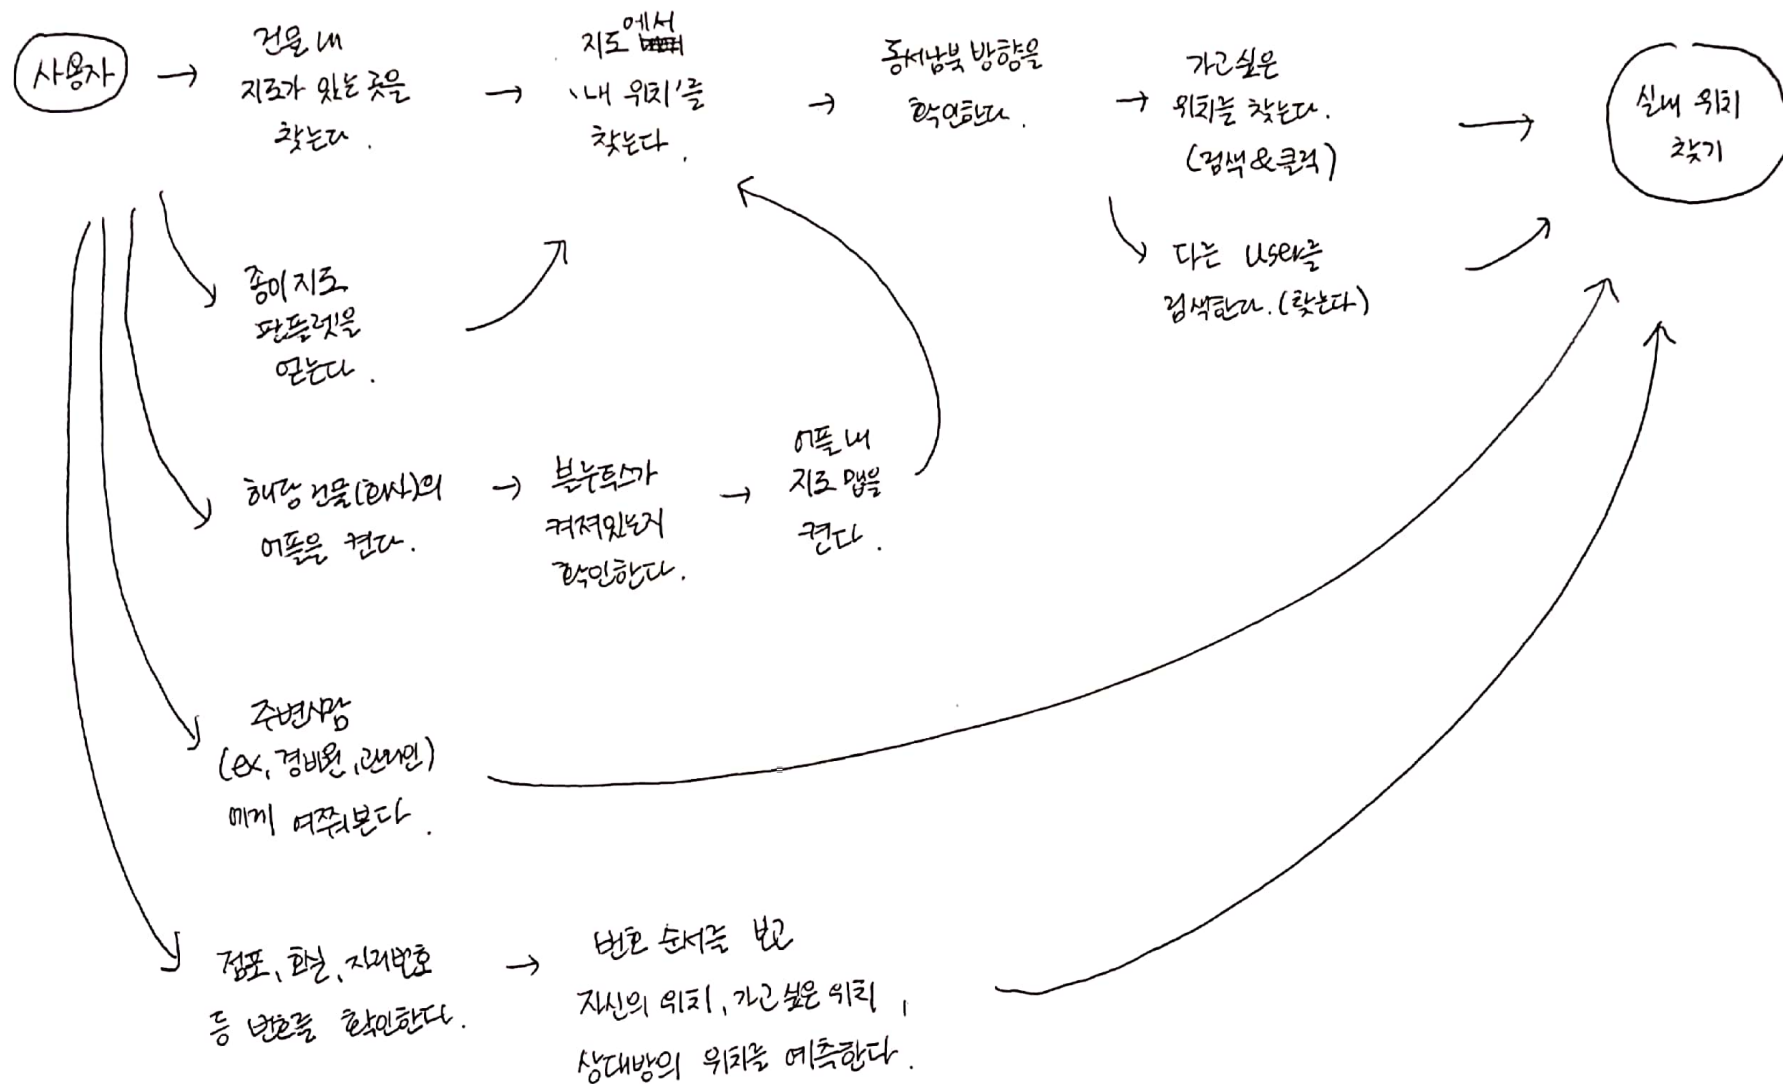 사용자
건물 내
지도가 있는 곳을
찾는다.
지도에서
'내 위치'를
찾는다.
동서남북 방향을
확인한다.
가고 싶은
위치를 찾는다.
(검색&클릭)
실내 위치
찾기
다른 user를
검색한다.(찾는다)
종이 지도
팜플렛을
얻는다.
해당 건물(회사)의
어플을 켠다.
블루투스가
켜져있는지
확인한다.
어플 내
지도 맵을
켠다.
주변사람
(ex, 경비원, 관리인)
에게 여쭤본다.
점포, 호실, 자리번호
등 번호를 확인한다.
번호 순서를 보고
자신의 위치, 가고 싶은 위치,
상대방의 위치를 예측한다.